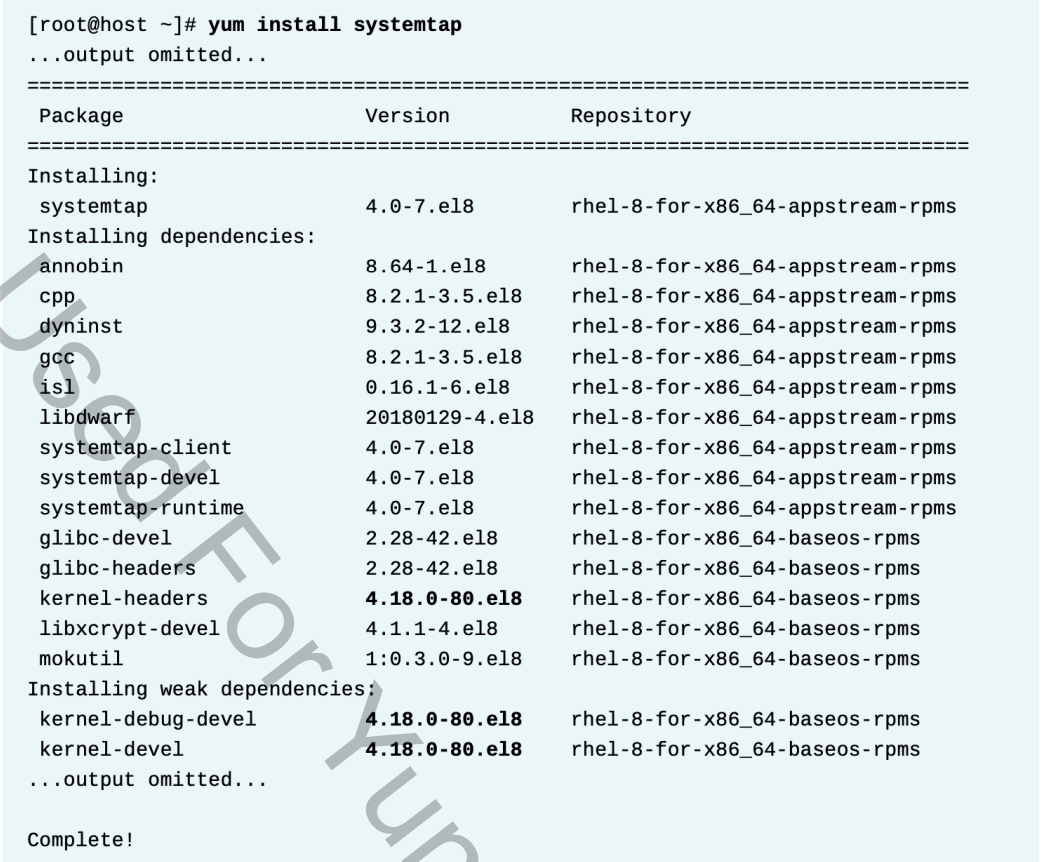 [root@host ~]# yum install systemtap
...output omitted...
==============================================================================
Package Version Repository
==============================================================================
Installing:
systemtap 4.0-7.el8 rhel-8-for-x86_64-appstream-rpms
Installing dependencies:
annobin 8.64-1.el8 rhel-8-for-x86_64-appstream-rpms
cpp 8.2.1-3.5.el8 rhel-8-for-x86_64-appstream-rpms
dyninst 9.3.2-12.el8 rhel-8-for-x86_64-appstream-rpms
gcc 8.2.1-3.5.el8 rhel-8-for-x86_64-appstream-rpms
isl 0.16.1-6.el8 rhel-8-for-x86_64-appstream-rpms
libdwarf 20180129-4.el8 rhel-8-for-x86_64-appstream-rpms
systemtap-client 4.0-7.el8 rhel-8-for-x86_64-appstream-rpms
systemtap-devel 4.0-7.el8 rhel-8-for-x86_64-appstream-rpms
systemtap-runtime 4.0-7.el8 rhel-8-for-x86_64-appstream-rpms
glibc-devel 2.28-42.el8 rhel-8-for-x86_64-baseos-rpms
glibc-headers 2.28-42.el8 rhel-8-for-x86_64-baseos-rpms
kernel-headers 4.18.0-80.el8 rhel-8-for-x86_64-baseos-rpms
libxcrypt-devel 4.1.1-4.el8 rhel-8-for-x86_64-baseos-rpms
mokutil 1:0.3.0-9.el8 rhel-8-for-x86_64-baseos-rpms
Installing weak dependencies:
kernel-debug-devel 4.18.0-80.el8 rhel-8-for-x86_64-baseos-rpms
kernel-devel 4.18.0-80.el8 rhel-8-for-x86_64-baseos-rpms
...output omitted...
Complete!
Used For Yun